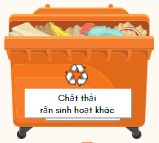 Chất thải
rắn sinh hoạt khác